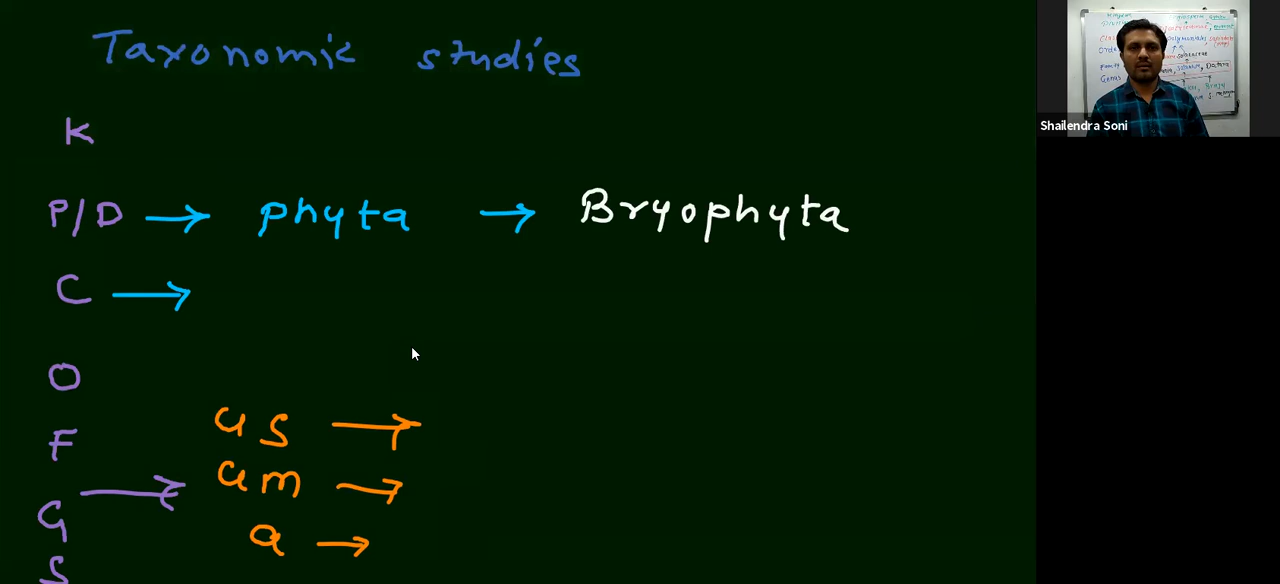 Taxonomic studies
K
P/D → phyta → Bryophyta
C →
O
F
us →
um →
G → a →
S
Shailendra Soni